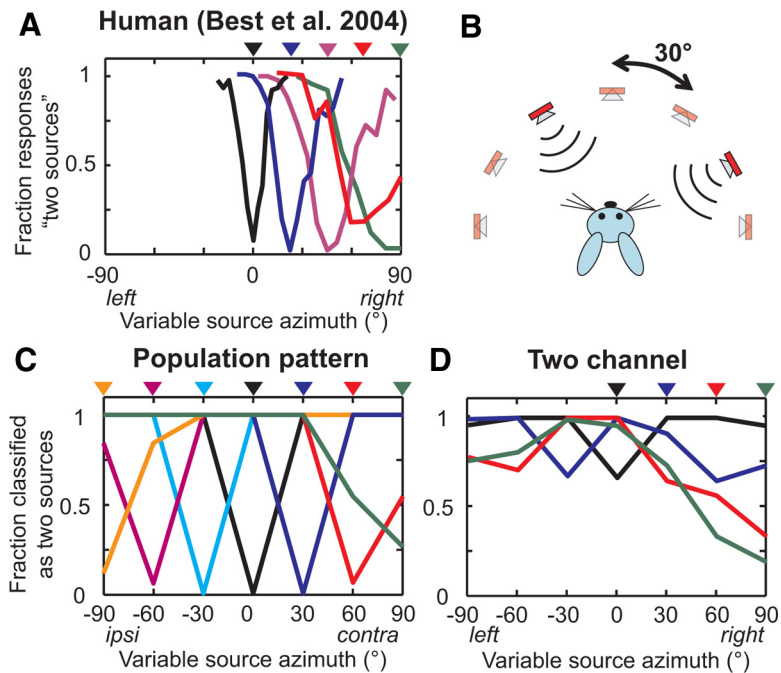 A
Human (Best et al. 2004)
Fraction responses
"two sources"
1
0.5
0
-90
0
90
left
right
Variable source azimuth (°)
B
30°
C
Population pattern
Fraction classified
as two sources
1
0.5
0
-90
-60
-30
0
30
60
90
ipsi
contra
Variable source azimuth (°)
D
Two channel
1
0.5
0
-90
-60
-30
0
30
60
90
left
right
Variable source azimuth (°)